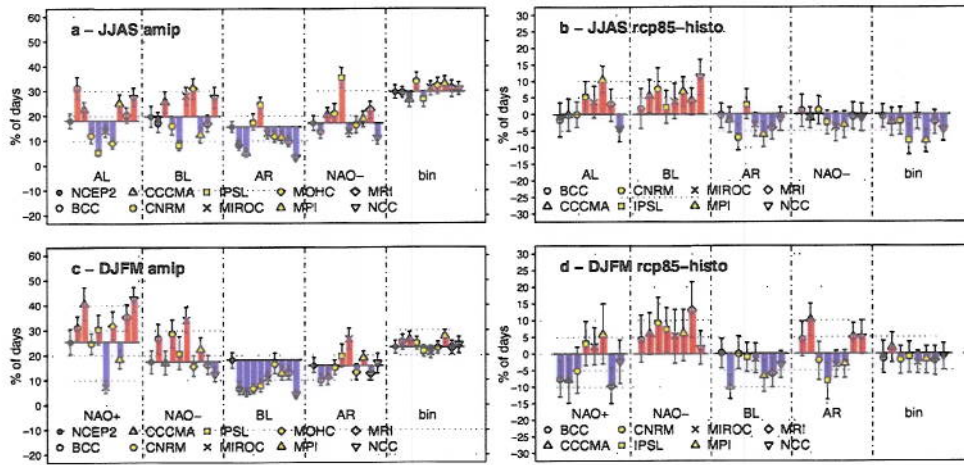 a – JJAS amip
% of days
60
50
40
30
20
10
0
−10
−20
AL BL AR NAO− bin
NCEP2 CCCMA IPSL MOHC MRI
BCC CNRM MIROC MPI NCC
b – JJAS rcp85−histo
% of days
30
25
20
15
10
5
0
−5
−10
−15
−20
−25
−30
AL BL AR NAO− bin
BCC CNRM MIROC MRI
CCCMA IPSL MPI NCC
c – DJFM amip
% of days
60
50
40
30
20
10
0
−10
−20
NAO+ NAO− BL AR bin
NCEP2 CCCMA IPSL MOHC MRI
BCC CNRM MIROC MPI NCC
d – DJFM rcp85−histo
% of days
30
25
20
15
10
5
0
−5
−10
−15
−20
−25
−30
NAO+ NAO− BL AR bin
BCC CNRM MIROC MRI
CCCMA IPSL MPI NCC